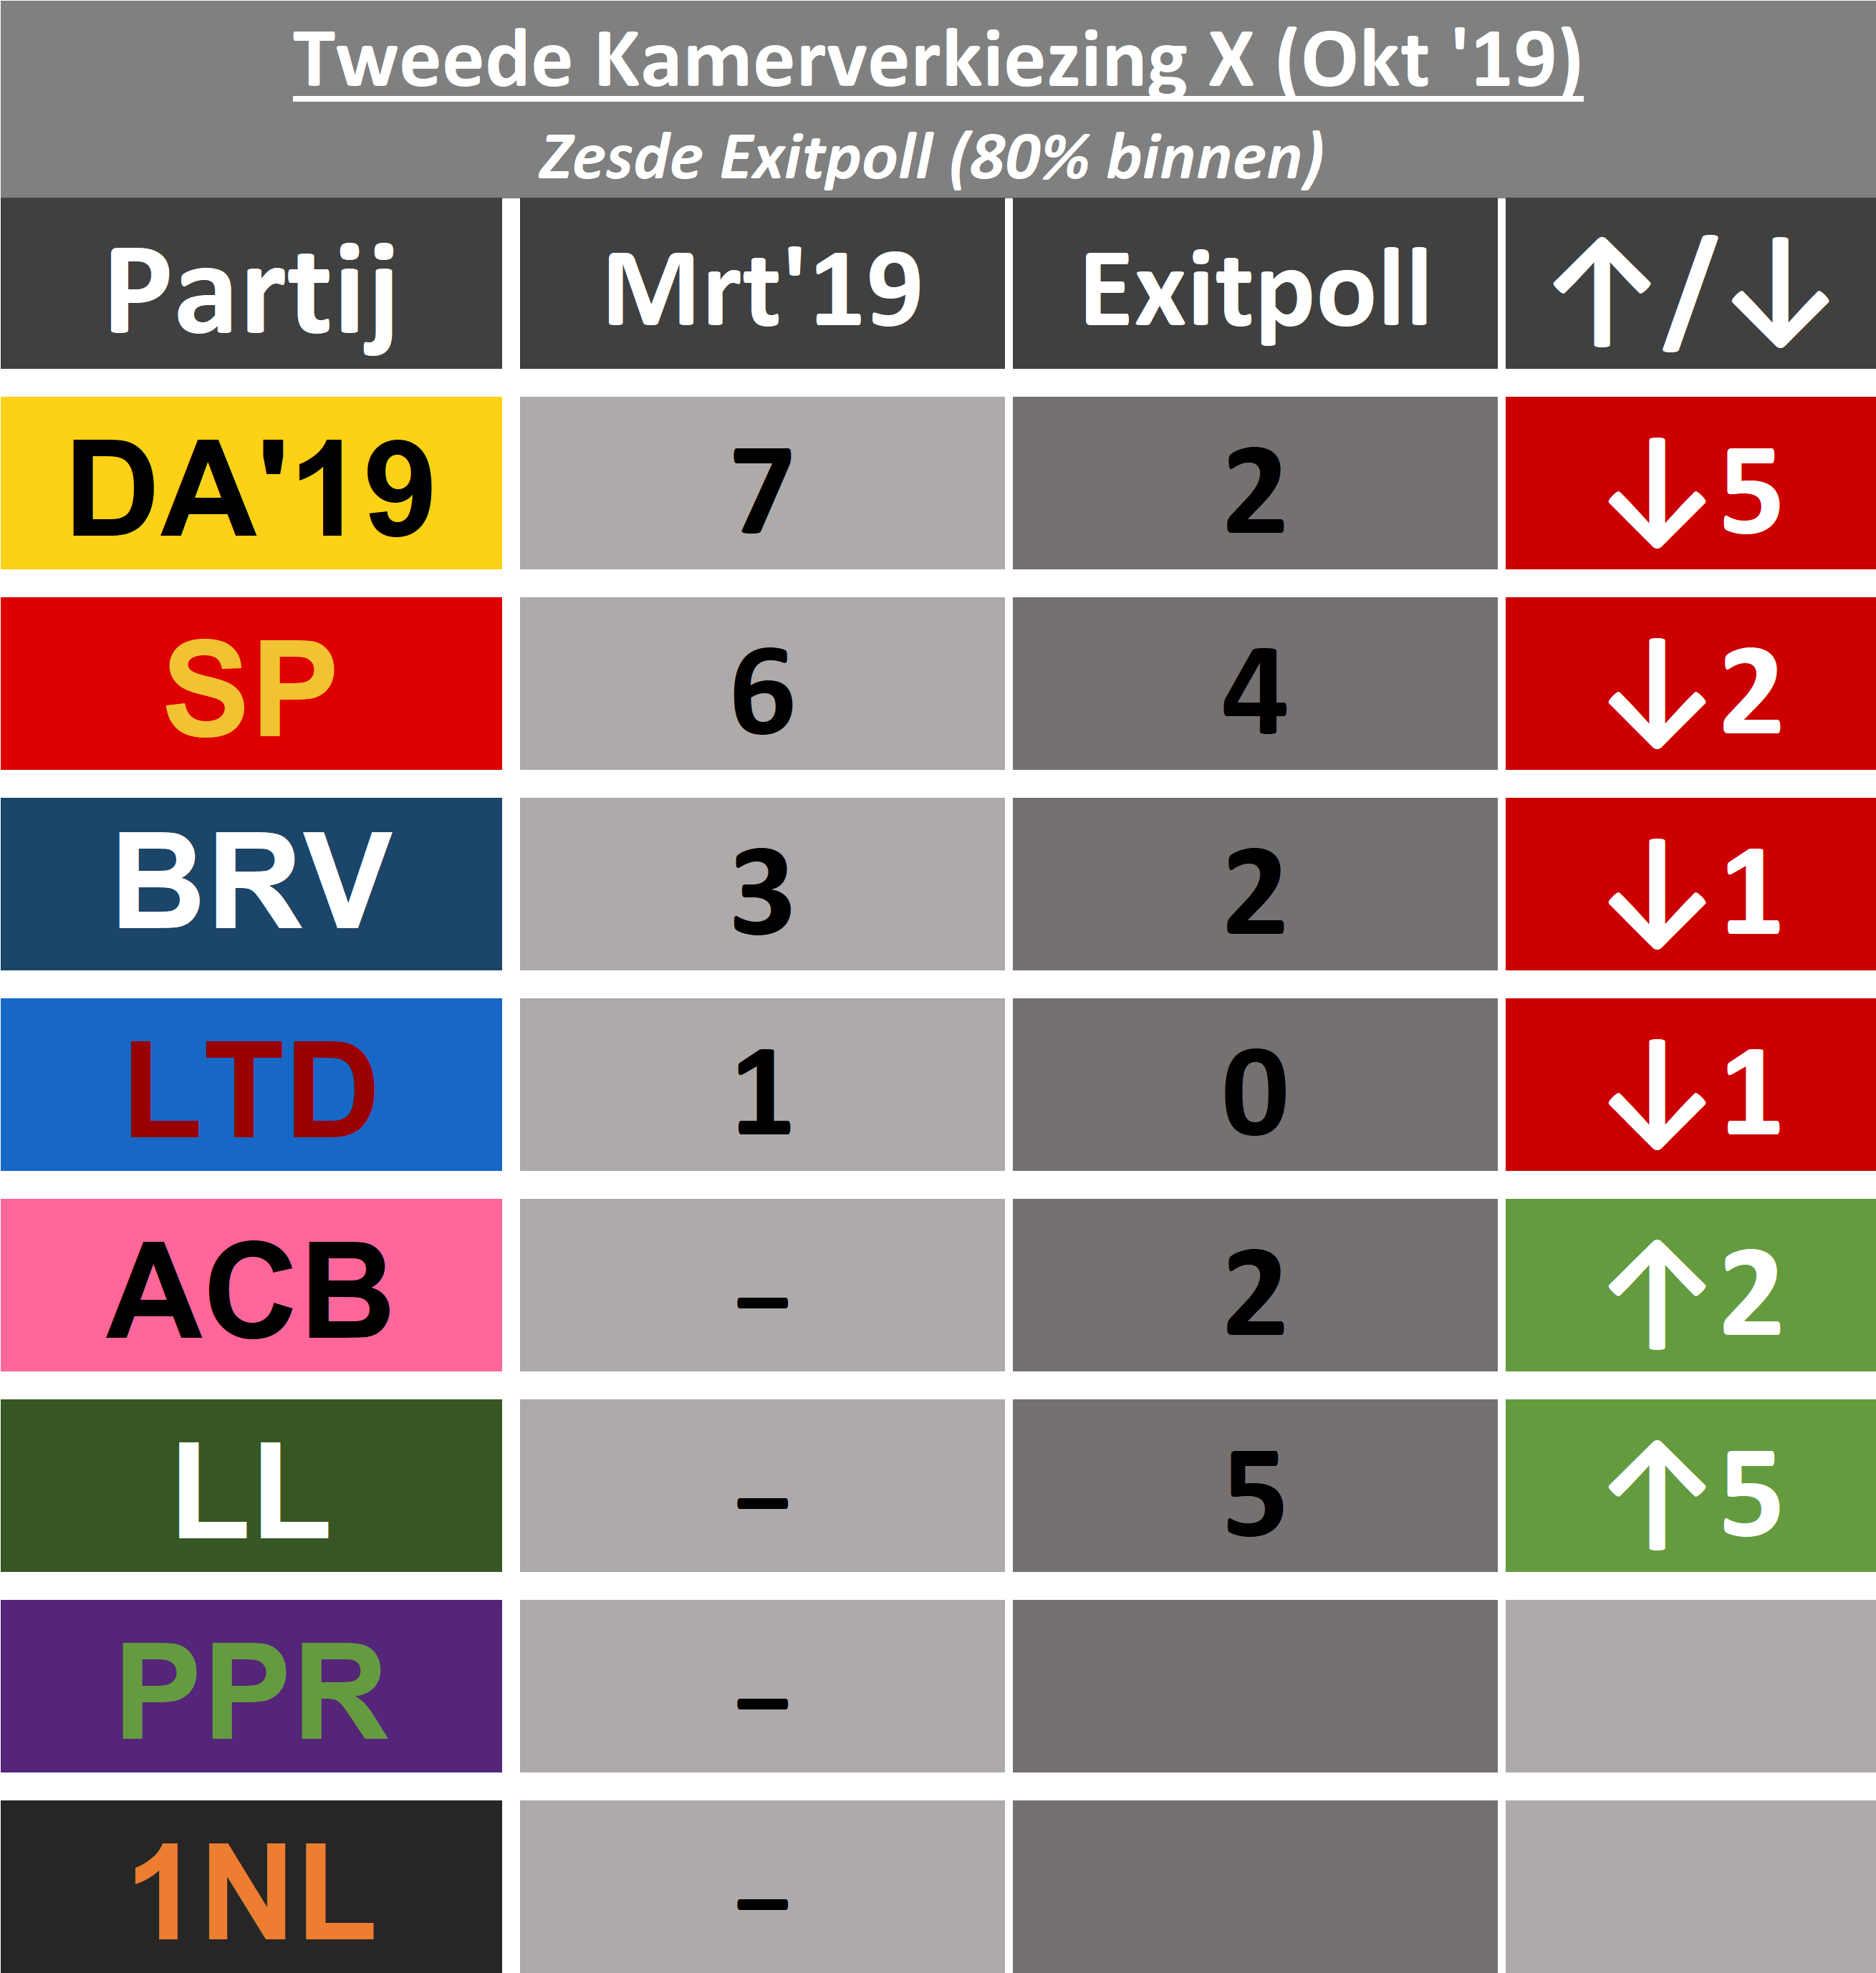 Tweede Kamerverkiezing X (Okt '19)
Zesde Exitpoll (80% binnen)
Partij Mrt'19 Exitpoll ↑/↓
DA'19 7 2 ↓5
SP 6 4 ↓2
BRV 3 2 ↓1
LTD 1 0 ↓1
ACB – 2 ↑2
LL – 5 ↑5
PPR –
1NL –